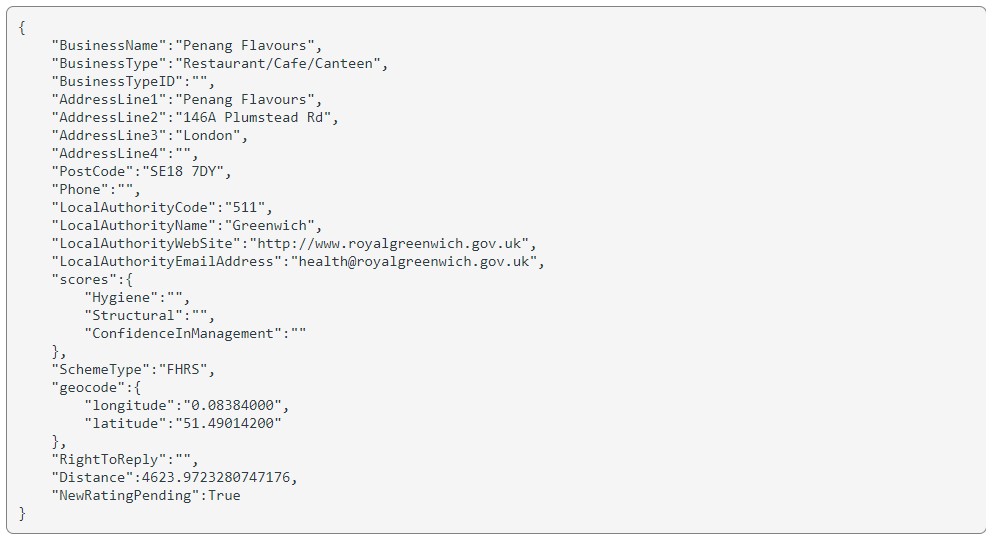 {
    "BusinessName":"Penang Flavours",
    "BusinessType":"Restaurant/Cafe/Canteen",
    "BusinessTypeID":"",
    "AddressLine1":"Penang Flavours",
    "AddressLine2":"146A Plumstead Rd",
    "AddressLine3":"London",
    "AddressLine4":"",
    "PostCode":"SE18 7DY",
    "Phone":"",
    "LocalAuthorityCode":"511",
    "LocalAuthorityName":"Greenwich",
    "LocalAuthorityWebSite":"http://www.royalgreenwich.gov.uk",
    "LocalAuthorityEmailAddress":"health@royalgreenwich.gov.uk",
    "scores":{
        "Hygiene":"",
        "Structural":"",
        "ConfidenceInManagement":""
    },
    "SchemeType":"FHRS",
    "geocode":{
        "longitude":"0.08384000",
        "latitude":"51.49014200"
    },
    "RightToReply":"",
    "Distance":4623.9723280747176,
    "NewRatingPending":True
}